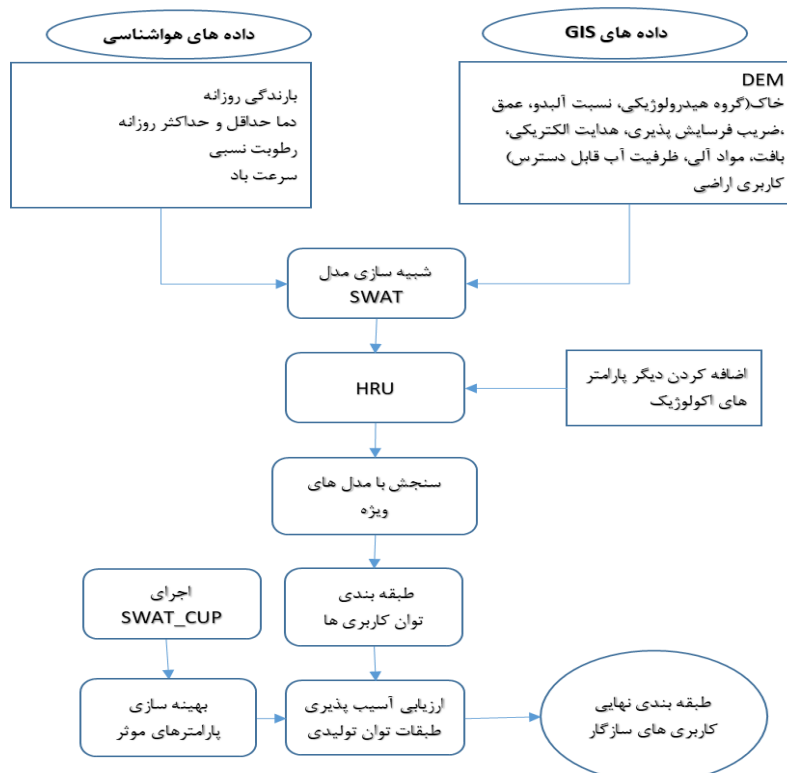 داده های هواشناسی
داده های GIS
بارندگی روزانه
دما حداقل و حداکثر روزانه
رطوبت نسبی
سرعت باد
DEM
خاک(گروه هیدرولوژیکی، نسبت آلبدو، عمق
،ضریب فرسایش پذیری، هدایت الکتریکی،
بافت، مواد آلی، ظرفیت آب قابل دسترس)
کاربری اراضی
شبیه سازی مدل
SWAT
HRU
اضافه کردن دیگر پارامتر
های اکولوژیک
سنجش با مدل های
ویژه
طبقه بندی
توان کاربری ها
اجرای
SWAT_CUP
بهینه سازی
پارامترهای موثر
ارزیابی آسیب پذیری
طبقات توان تولیدی
طبقه بندی نهایی
کاربری های سازگار